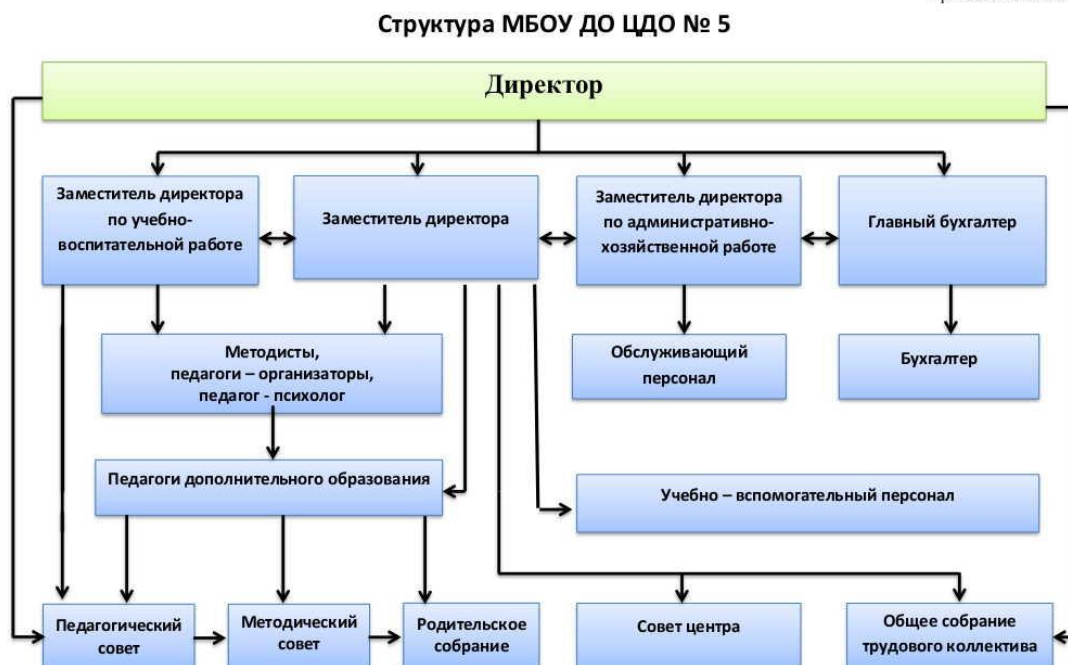 Структура МБОУ ДО ЦДО № 5
Директор
Заместитель директора
по учебно-
воспитательной работе
Заместитель директора
Заместитель директора
по административно-
хозяйственной работе
Главный бухгалтер
Методисты,
педагоги – организаторы,
педагог - психолог
Обслуживающий
персонал
Бухгалтер
Педагоги дополнительного образования
Учебно – вспомогательный персонал
Педагогический
совет
Методический
совет
Родительское
собрание
Совет центра
Общее собрание
трудового коллектива